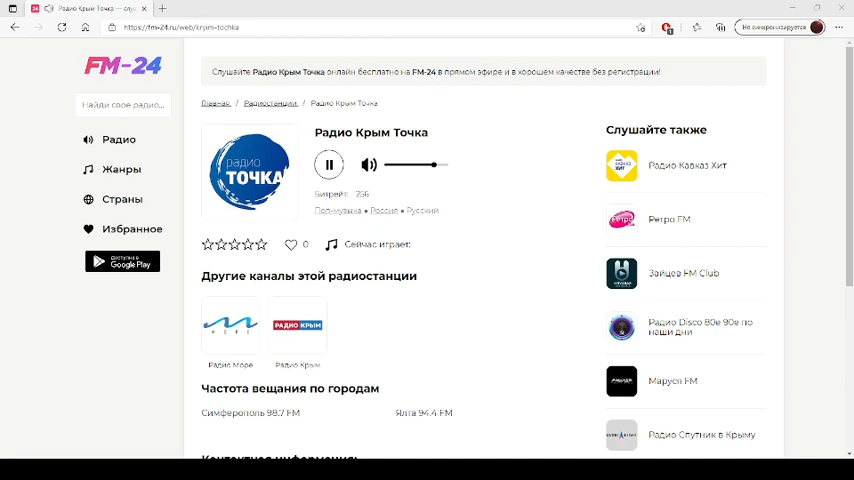 Радио Крым Точка — слуш
https://fm-24.ru/web/kryim-tochka
Не синхронизируется
FM-24
Найди свое радио...
Радио
Жанры
Страны
Избранное
ДОСТУПНО В
Google Play
Слушайте Радио Крым Точка онлайн бесплатно на FM-24 в прямом эфире и в хорошем качестве без регистрации!
Главная / Радиостанции / Радио Крым Точка
радио
ТОЧКА
Радио Крым Точка
Битрейт: 256
Поп-музыка • Россия • Русский
0 Сейчас играет:
Другие каналы этой радиостанции
МОРЕ
РАДИО КРЫМ
Радио Море
Радио Крым
Частота вещания по городам
Симферополь 98.7 FM
Ялта 94.4 FM
Контактная информация:
Слушайте также
Радио Кавказ Хит
Ретро FM
Зайцев FM Club
Радио Disco 80е 90е по
наши дни
Маруся FM
Радио Спутник в Крыму